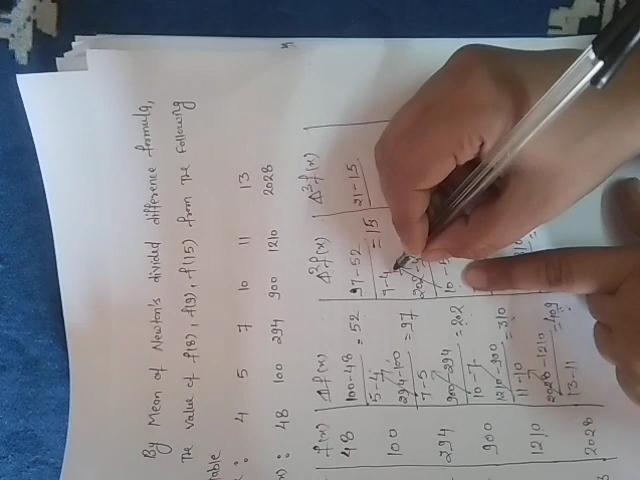 By Mean of Newton's divided difference formula,
The value of f(8), f(9), f(15) from the following
table
: 4 5 7 10 11 13
: 48 100 294 900 1210 2028
f(x) Δf(x) Δ²f(x) Δ³f(x)
48
100-48 = 52
5-4
97-52 = 15
7-4
21-15
100
294-100 = 97
7-5
294
900-294 = 202
10-7
10-5
900
1210-900 = 310
11-10
1210
2028-1210 = 409
13-11
2028